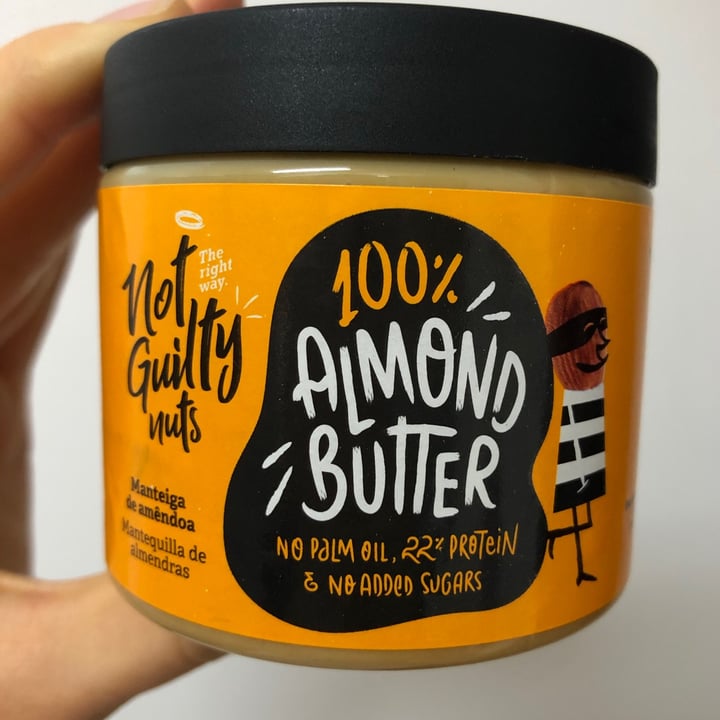 Not
The
right
way.
Guilty
nuts
Manteiga
de amêndoa
Mantequilla de
almendras
100%
ALMOND
BUTTER
NO PALM OIL, 22% PROTEIN
& NO ADDED SUGARS